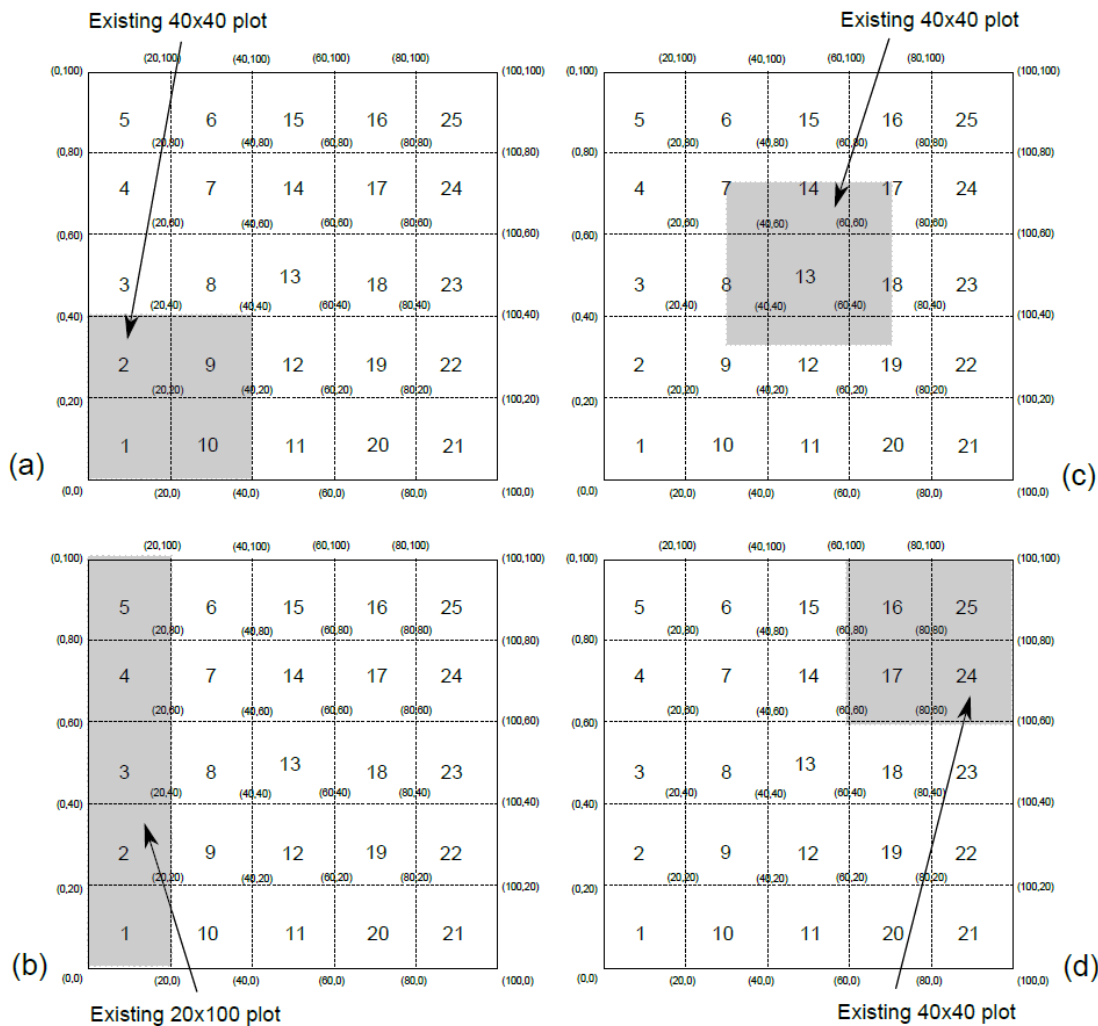 Existing 40x40 plot
(20,100) (40,100) (60,100) (80,100)
(0,100) (100,100)
5 6 15 16 25
(20,80) (40,80) (60,80) (80,80)
(0,80) (100,80)
4 7 14 17 24
(20,60) (40,60) (60,60) (80,60)
(0,60) (100,60)
3 8 13 18 23
(20,40) (40,40) (60,40) (80,40)
(0,40) (100,40)
2 9 12 19 22
(20,20) (40,20) (60,20) (80,20)
(0,20) (100,20)
1 10 11 20 21
(a)
(0,0) (20,0) (40,0) (60,0) (80,0) (100,0)
Existing 40x40 plot
(20,100) (40,100) (60,100) (80,100)
(0,100) (100,100)
5 6 15 16 25
(20,80) (40,80) (60,80) (80,80)
(0,80) (100,80)
4 7 14 17 24
(20,60) (40,60) (60,60) (80,60)
(0,60) (100,60)
3 8 13 18 23
(20,40) (40,40) (60,40) (80,40)
(0,40) (100,40)
2 9 12 19 22
(20,20) (40,20) (60,20) (80,20)
(0,20) (100,20)
1 10 11 20 21
(c)
(0,0) (20,0) (40,0) (60,0) (80,0) (100,0)
(20,100) (40,100) (60,100) (80,100)
(0,100) (100,100)
5 6 15 16 25
(20,80) (40,80) (60,80) (80,80)
(0,80) (100,80)
4 7 14 17 24
(20,60) (40,60) (60,60) (80,60)
(0,60) (100,60)
3 8 13 18 23
(20,40) (40,40) (60,40) (80,40)
(0,40) (100,40)
2 9 12 19 22
(20,20) (40,20) (60,20) (80,20)
(0,20) (100,20)
1 10 11 20 21
(b)
(0,0) (20,0) (40,0) (60,0) (80,0) (100,0)
Existing 20x100 plot
(20,100) (40,100) (60,100) (80,100)
(0,100) (100,100)
5 6 15 16 25
(20,80) (40,80) (60,80) (80,80)
(0,80) (100,80)
4 7 14 17 24
(20,60) (40,60) (60,60) (80,60)
(0,60) (100,60)
3 8 13 18 23
(20,40) (40,40) (60,40) (80,40)
(0,40) (100,40)
2 9 12 19 22
(20,20) (40,20) (60,20) (80,20)
(0,20) (100,20)
1 10 11 20 21
(d)
(0,0) (20,0) (40,0) (60,0) (80,0) (100,0)
Existing 40x40 plot